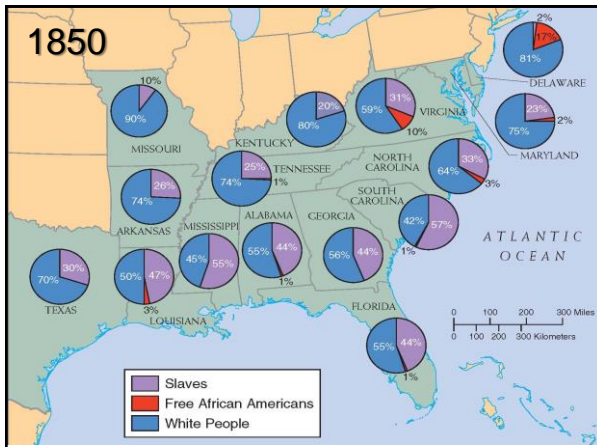 1850
2%
17%
81%
DELAWARE
10%
90%
MISSOURI
20%
80%
KENTUCKY
31%
59%
10%
VIRGINIA
23%
2%
75%
MARYLAND
25%
74%
1%
TENNESSEE
33%
64%
3%
NORTH
CAROLINA
26%
74%
ARKANSAS
SOUTH
CAROLINA
42%
57%
1%
MISSISSIPPI
45%
55%
ALABAMA
55%
44%
1%
GEORGIA
56%
44%
ATLANTIC
OCEAN
30%
70%
TEXAS
50%
47%
3%
LOUISIANA
FLORIDA
55%
44%
1%
0 100 200 300 Miles
0 100 200 300 Kilometers
Slaves
Free African Americans
White People